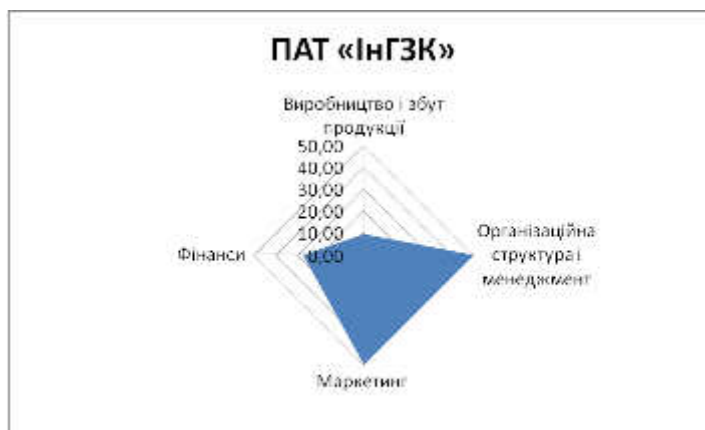 ПАТ «ІнГЗК»
Виробництво і збут
продукції
50,00
40,00
30,00
20,00
10,00
0,00
Фінанси
Організаційна
структура і
менеджмент
Маркетинг